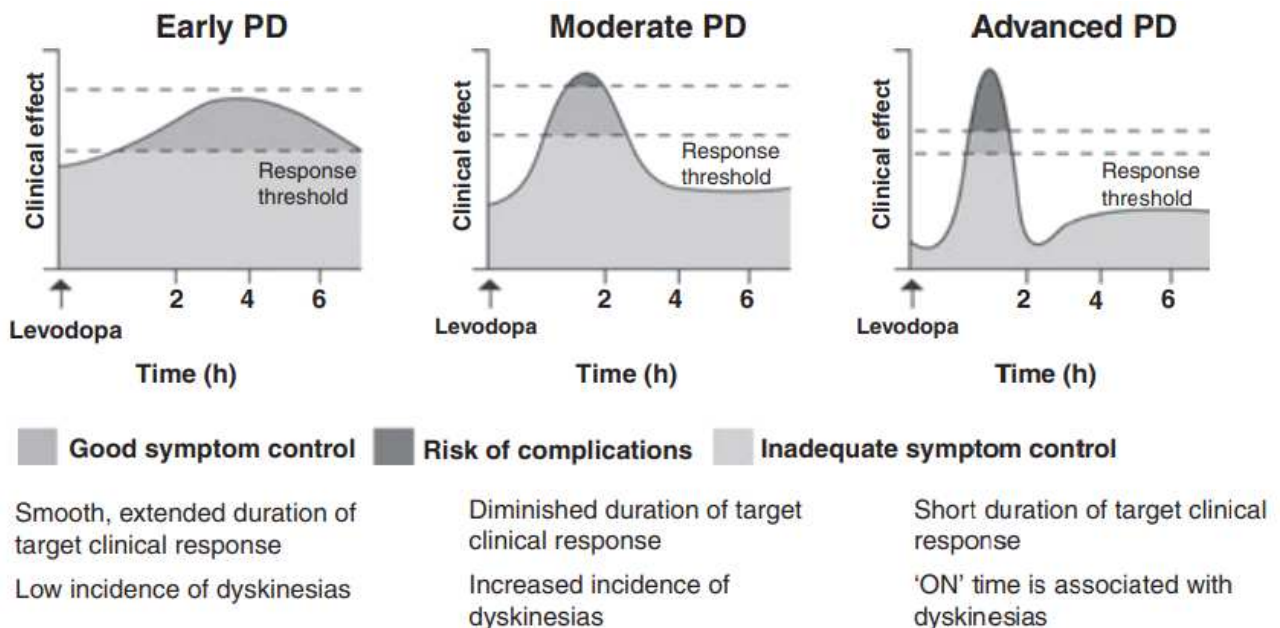 Early PD
Clinical effect
Response
threshold
2 4 6
Levodopa
Time (h)
Moderate PD
Clinical effect
Response
threshold
2 4 6
Levodopa
Time (h)
Advanced PD
Clinical effect
Response
threshold
2 4 6
Levodopa
Time (h)
Good symptom control
Risk of complications
Inadequate symptom control
Smooth, extended duration of
target clinical response
Low incidence of dyskinesias
Diminished duration of target
clinical response
Increased incidence of
dyskinesias
Short duration of target clinical
response
‘ON’ time is associated with
dyskinesias